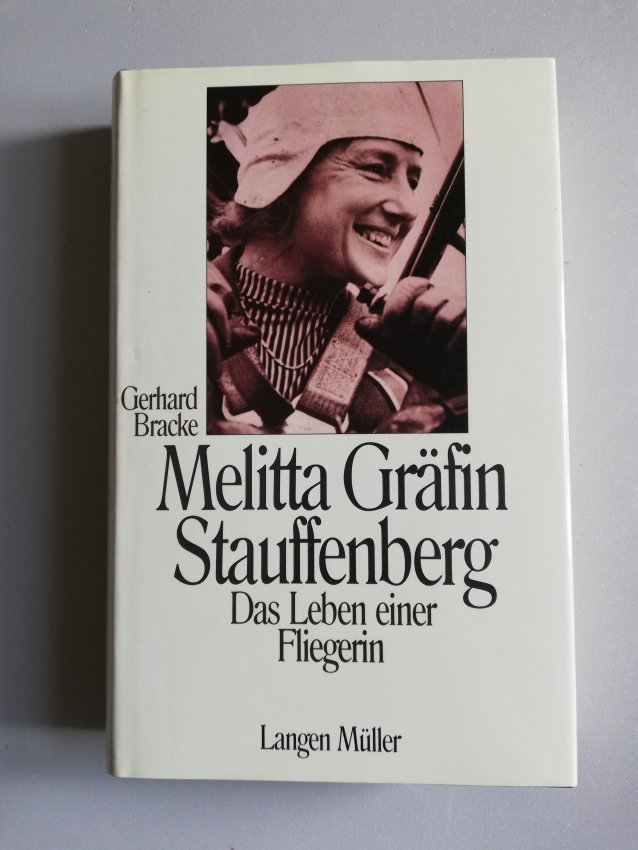 Gerhard
Bracke
Melitta Gräfin
Stauffenberg
Das Leben einer
Fliegerin
Langen Müller